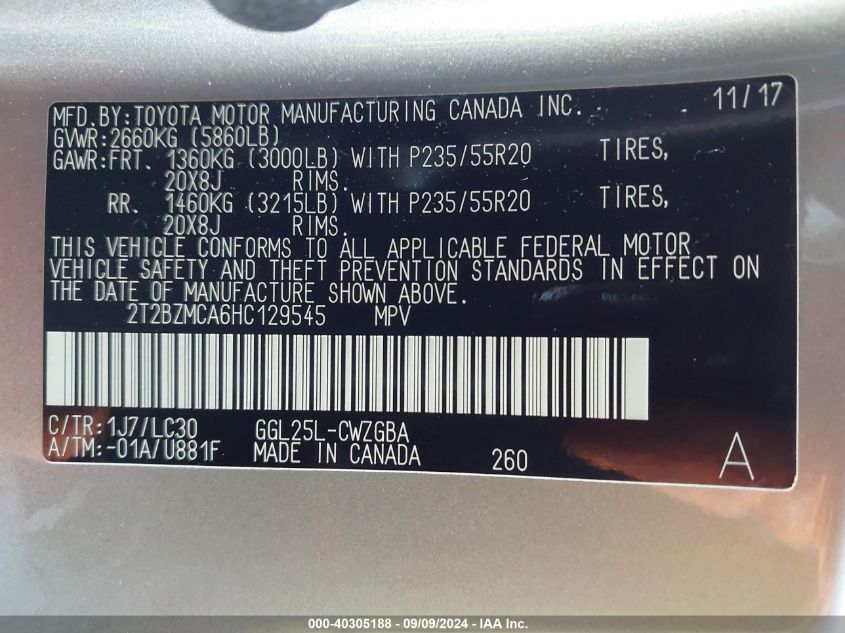 MFD.BY:TOYOTA MOTOR MANUFACTURING CANADA INC. 11/17
GVWR:2660KG (5860LB)
GAWR:FRT. 1360KG (3000LB) WITH P235/55R20 TIRES,
20X8J RIMS.
RR. 1460KG (3215LB) WITH P235/55R20 TIRES,
20X8J RIMS.
THIS VEHICLE CONFORMS TO ALL APPLICABLE FEDERAL MOTOR
VEHICLE SAFETY AND THEFT PREVENTION STANDARDS IN EFFECT ON
THE DATE OF MANUFACTURE SHOWN ABOVE.
2T2BZMCA6HC129545 MPV
C/TR:1J7/LC30 GGL25L-CWZGBA
A/TM:-01A/U881F MADE IN CANADA 260 A
000-40305188 - 09/09/2024 - IAA Inc.